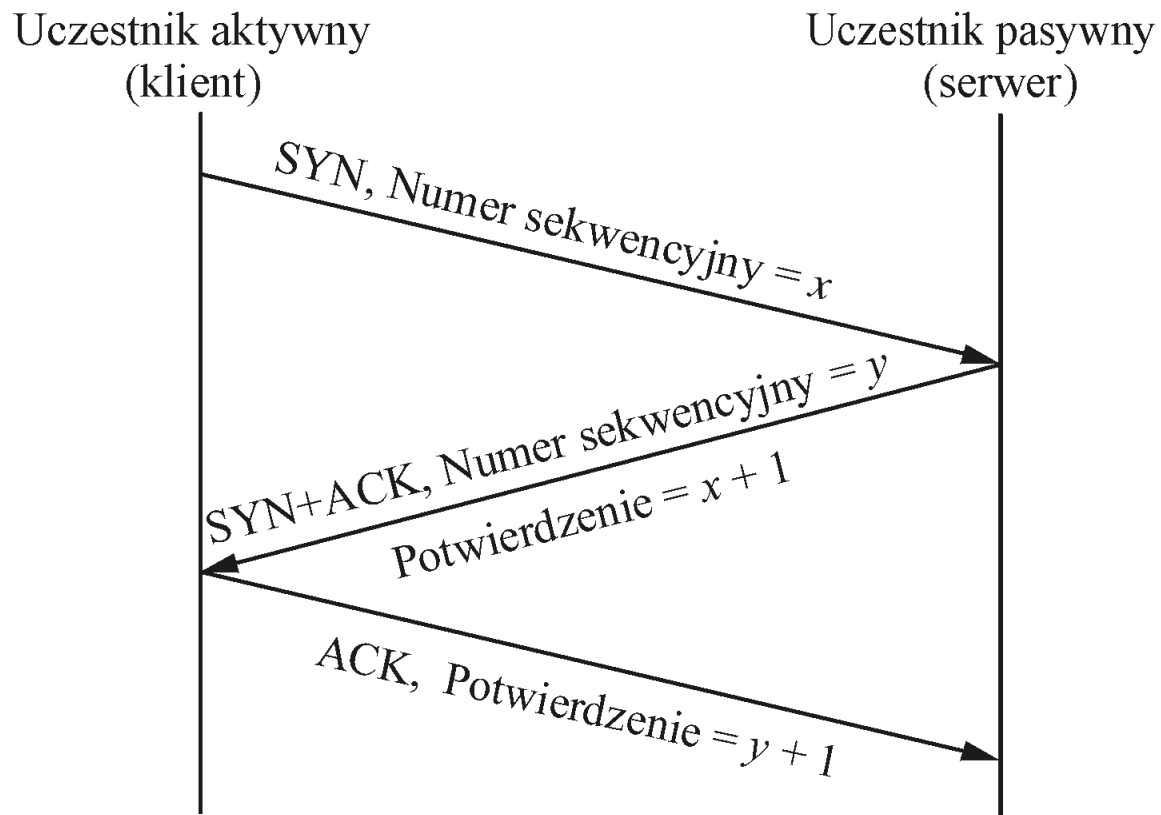 Uczestnik aktywny
(klient)
Uczestnik pasywny
(serwer)
SYN, Numer sekwencyjny = x
SYN+ACK, Numer sekwencyjny = y
Potwierdzenie = x + 1
ACK, Potwierdzenie = y + 1